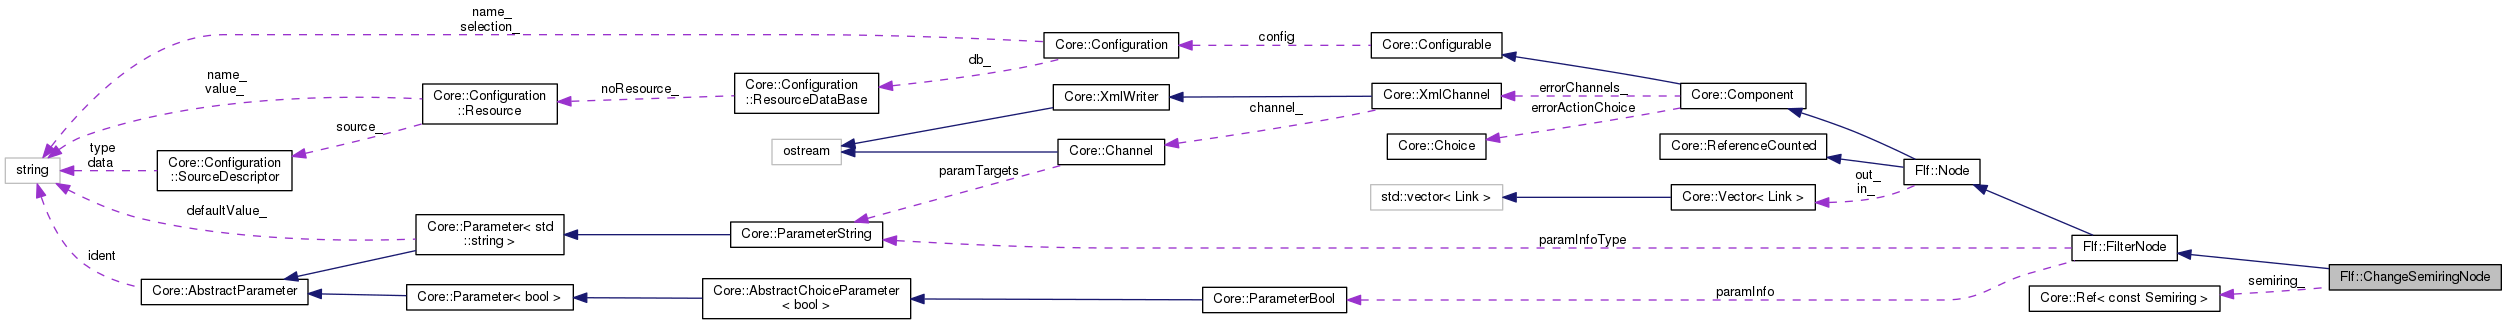 name_
selection_
Core::Configuration
config
Core::Configurable
db_
name_
value_
Core::Configuration
::Resource
noResource_
Core::Configuration
::ResourceDataBase
Core::XmlWriter
Core::XmlChannel
errorChannels_
errorActionChoice
Core::Component
channel_
source_
type
data
string
Core::Configuration
::SourceDescriptor
ostream
Core::Channel
Core::Choice
Core::ReferenceCounted
Flf::Node
out_
in_
paramTargets
std::vector< Link >
Core::Vector< Link >
defaultValue_
Core::Parameter< std
::string >
Core::ParameterString
paramInfoType
Flf::FilterNode
ident
Core::AbstractParameter
Core::Parameter< bool >
Core::AbstractChoiceParameter
< bool >
Core::ParameterBool
paramInfo
semiring_
Core::Ref< const Semiring >
Flf::ChangeSemiringNode